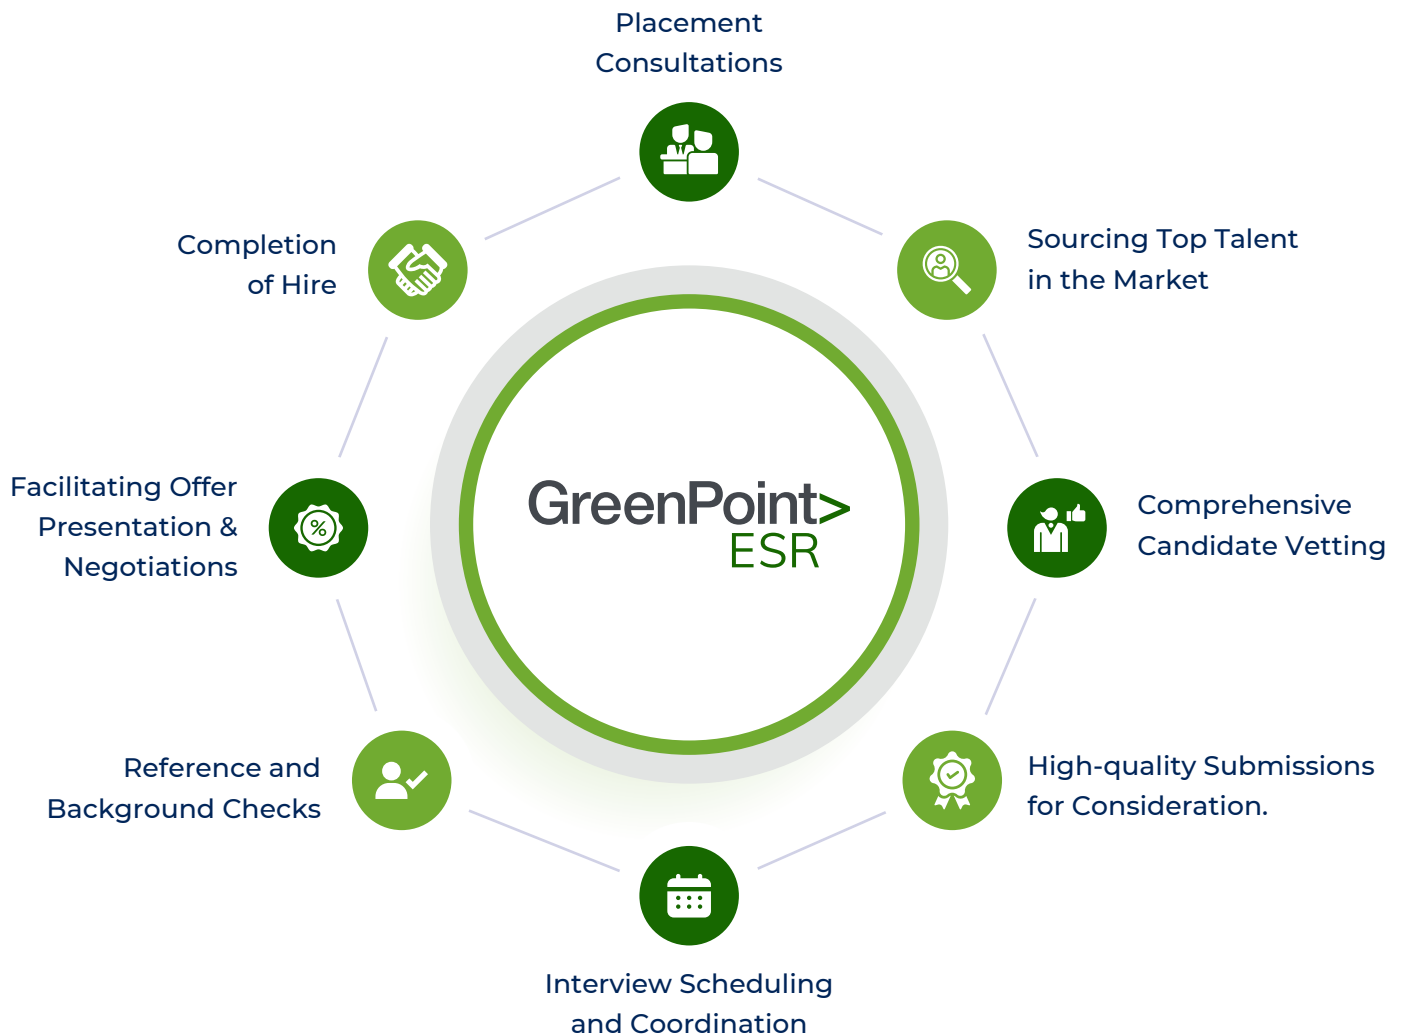 Placement
Consultations
Sourcing Top Talent
in the Market
Comprehensive
Candidate Vetting
High-quality Submissions
for Consideration.
Interview Scheduling
and Coordination
Reference and
Background Checks
Facilitating Offer
Presentation &
Negotiations
Completion
of Hire
GreenPoint>
ESR
%